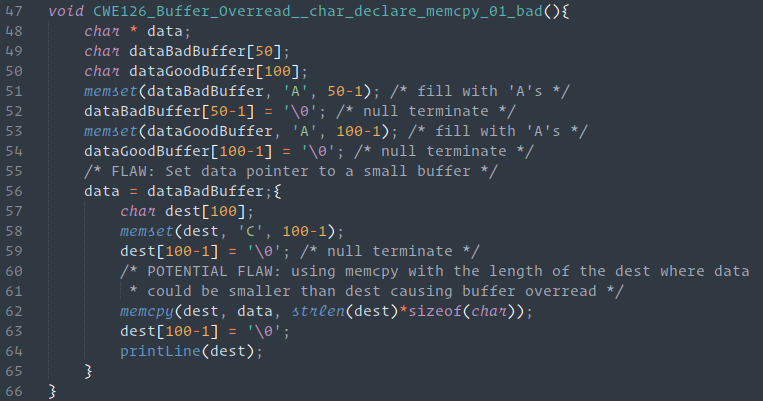 47 void CWE126_Buffer_Overread__char_declare_memcpy_01_bad(){
48     char * data;
49     char dataBadBuffer[50];
50     char dataGoodBuffer[100];
51     memset(dataBadBuffer, 'A', 50-1); /* fill with 'A's */
52     dataBadBuffer[50-1] = '\0'; /* null terminate */
53     memset(dataGoodBuffer, 'A', 100-1); /* fill with 'A's */
54     dataGoodBuffer[100-1] = '\0'; /* null terminate */
55     /* FLAW: Set data pointer to a small buffer */
56     data = dataBadBuffer;{
57         char dest[100];
58         memset(dest, 'C', 100-1);
59         dest[100-1] = '\0'; /* null terminate */
60         /* POTENTIAL FLAW: using memcpy with the length of the dest where data
61          * could be smaller than dest causing buffer overread */
62         memcpy(dest, data, strlen(dest)*sizeof(char));
63         dest[100-1] = '\0';
64         printLine(dest);
65     }
66 }